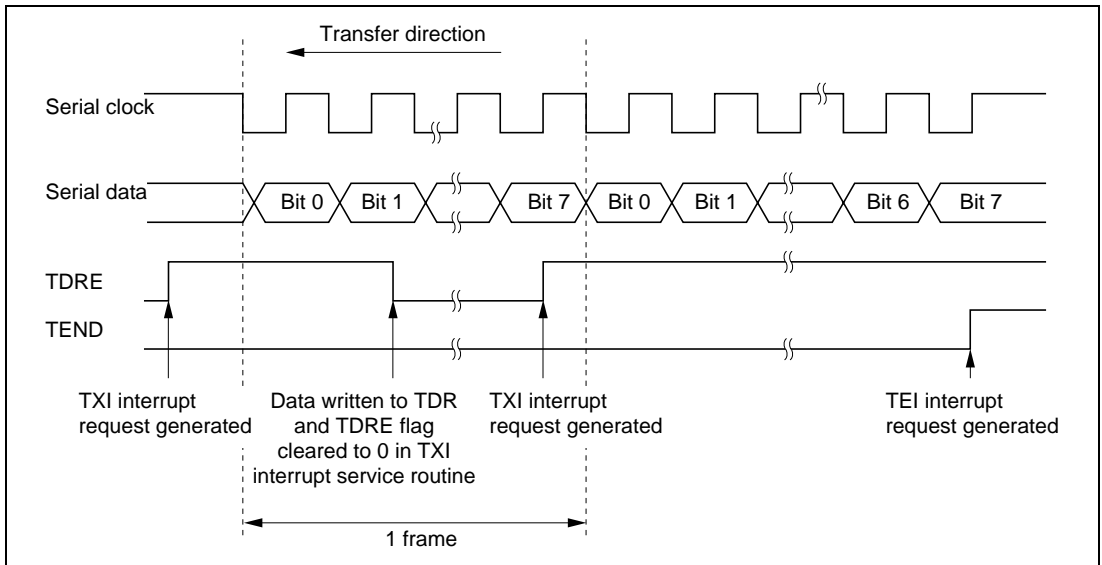 Transfer direction
Serial clock
Serial data
Bit 0 Bit 1 Bit 7 Bit 0 Bit 1 Bit 6 Bit 7
TDRE
TEND
TXI interrupt
request generated
Data written to TDR
and TDRE flag
cleared to 0 in TXI
interrupt service routine
TXI interrupt
request generated
TEI interrupt
request generated
1 frame